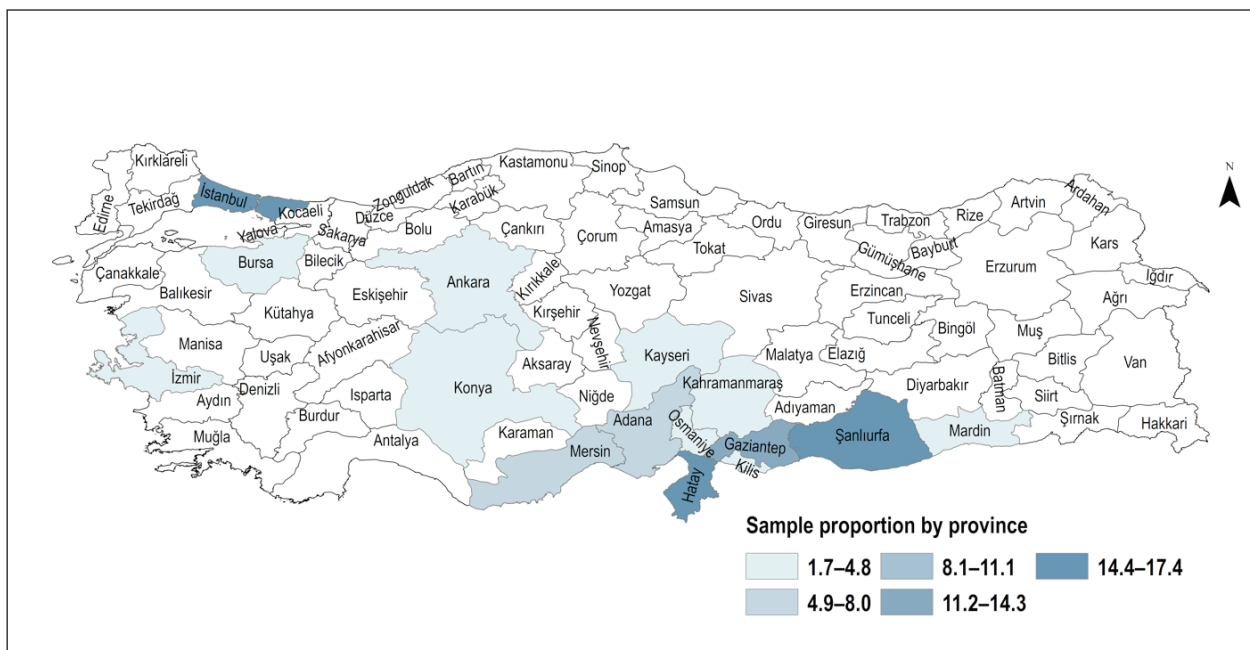 Kırklareli
Kastamonu
Sinop
N
Edirne
Tekirdağ
İstanbul
Kocaeli
Zonguldak
Bartın
Karabük
Düzce
Samsun
Ordu
Giresun
Trabzon
Rize
Artvin
Ardahan
Yalova
Sakarya
Bolu
Çankırı
Çorum
Amasya
Tokat
Gümüşhane
Bayburt
Kars
Çanakkale
Bursa
Bilecik
Ankara
Kırıkkale
Erzurum
Iğdır
Balıkesir
Eskişehir
Yozgat
Sivas
Erzincan
Ağrı
Kütahya
Kırşehir
Tunceli
Bingöl
Muş
Manisa
Uşak
Afyonkarahisar
Nevşehir
Aksaray
Kayseri
Malatya
Elazığ
Bitlis
Van
İzmir
Denizli
Konya
Kahramanmaraş
Diyarbakır
Batman
Siirt
Aydın
Isparta
Niğde
Adıyaman
Şırnak
Hakkari
Muğla
Burdur
Antalya
Karaman
Adana
Osmaniye
Mersin
Gaziantep
Şanlıurfa
Mardin
Kilis
Hatay
Sample proportion by province
1.7–4.8 8.1–11.1 14.4–17.4
4.9–8.0 11.2–14.3